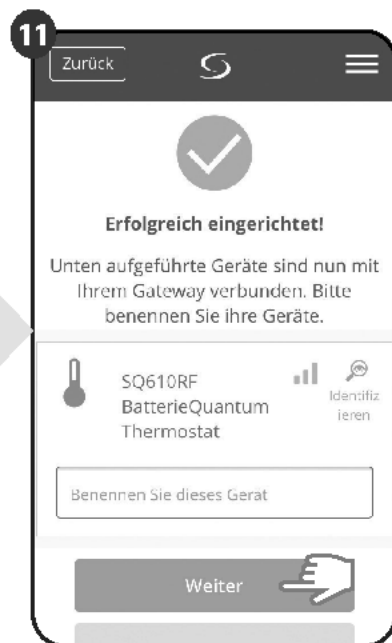 11
Zurück
Erfolgreich eingerichtet!
Unten aufgeführte Geräte sind nun mit
Ihrem Gateway verbunden. Bitte
benennen Sie ihre Geräte.
SQ610RF
BatterieQuantum
Thermostat
Identifiz
ieren
Benennen Sie dieses Gerat
Weiter